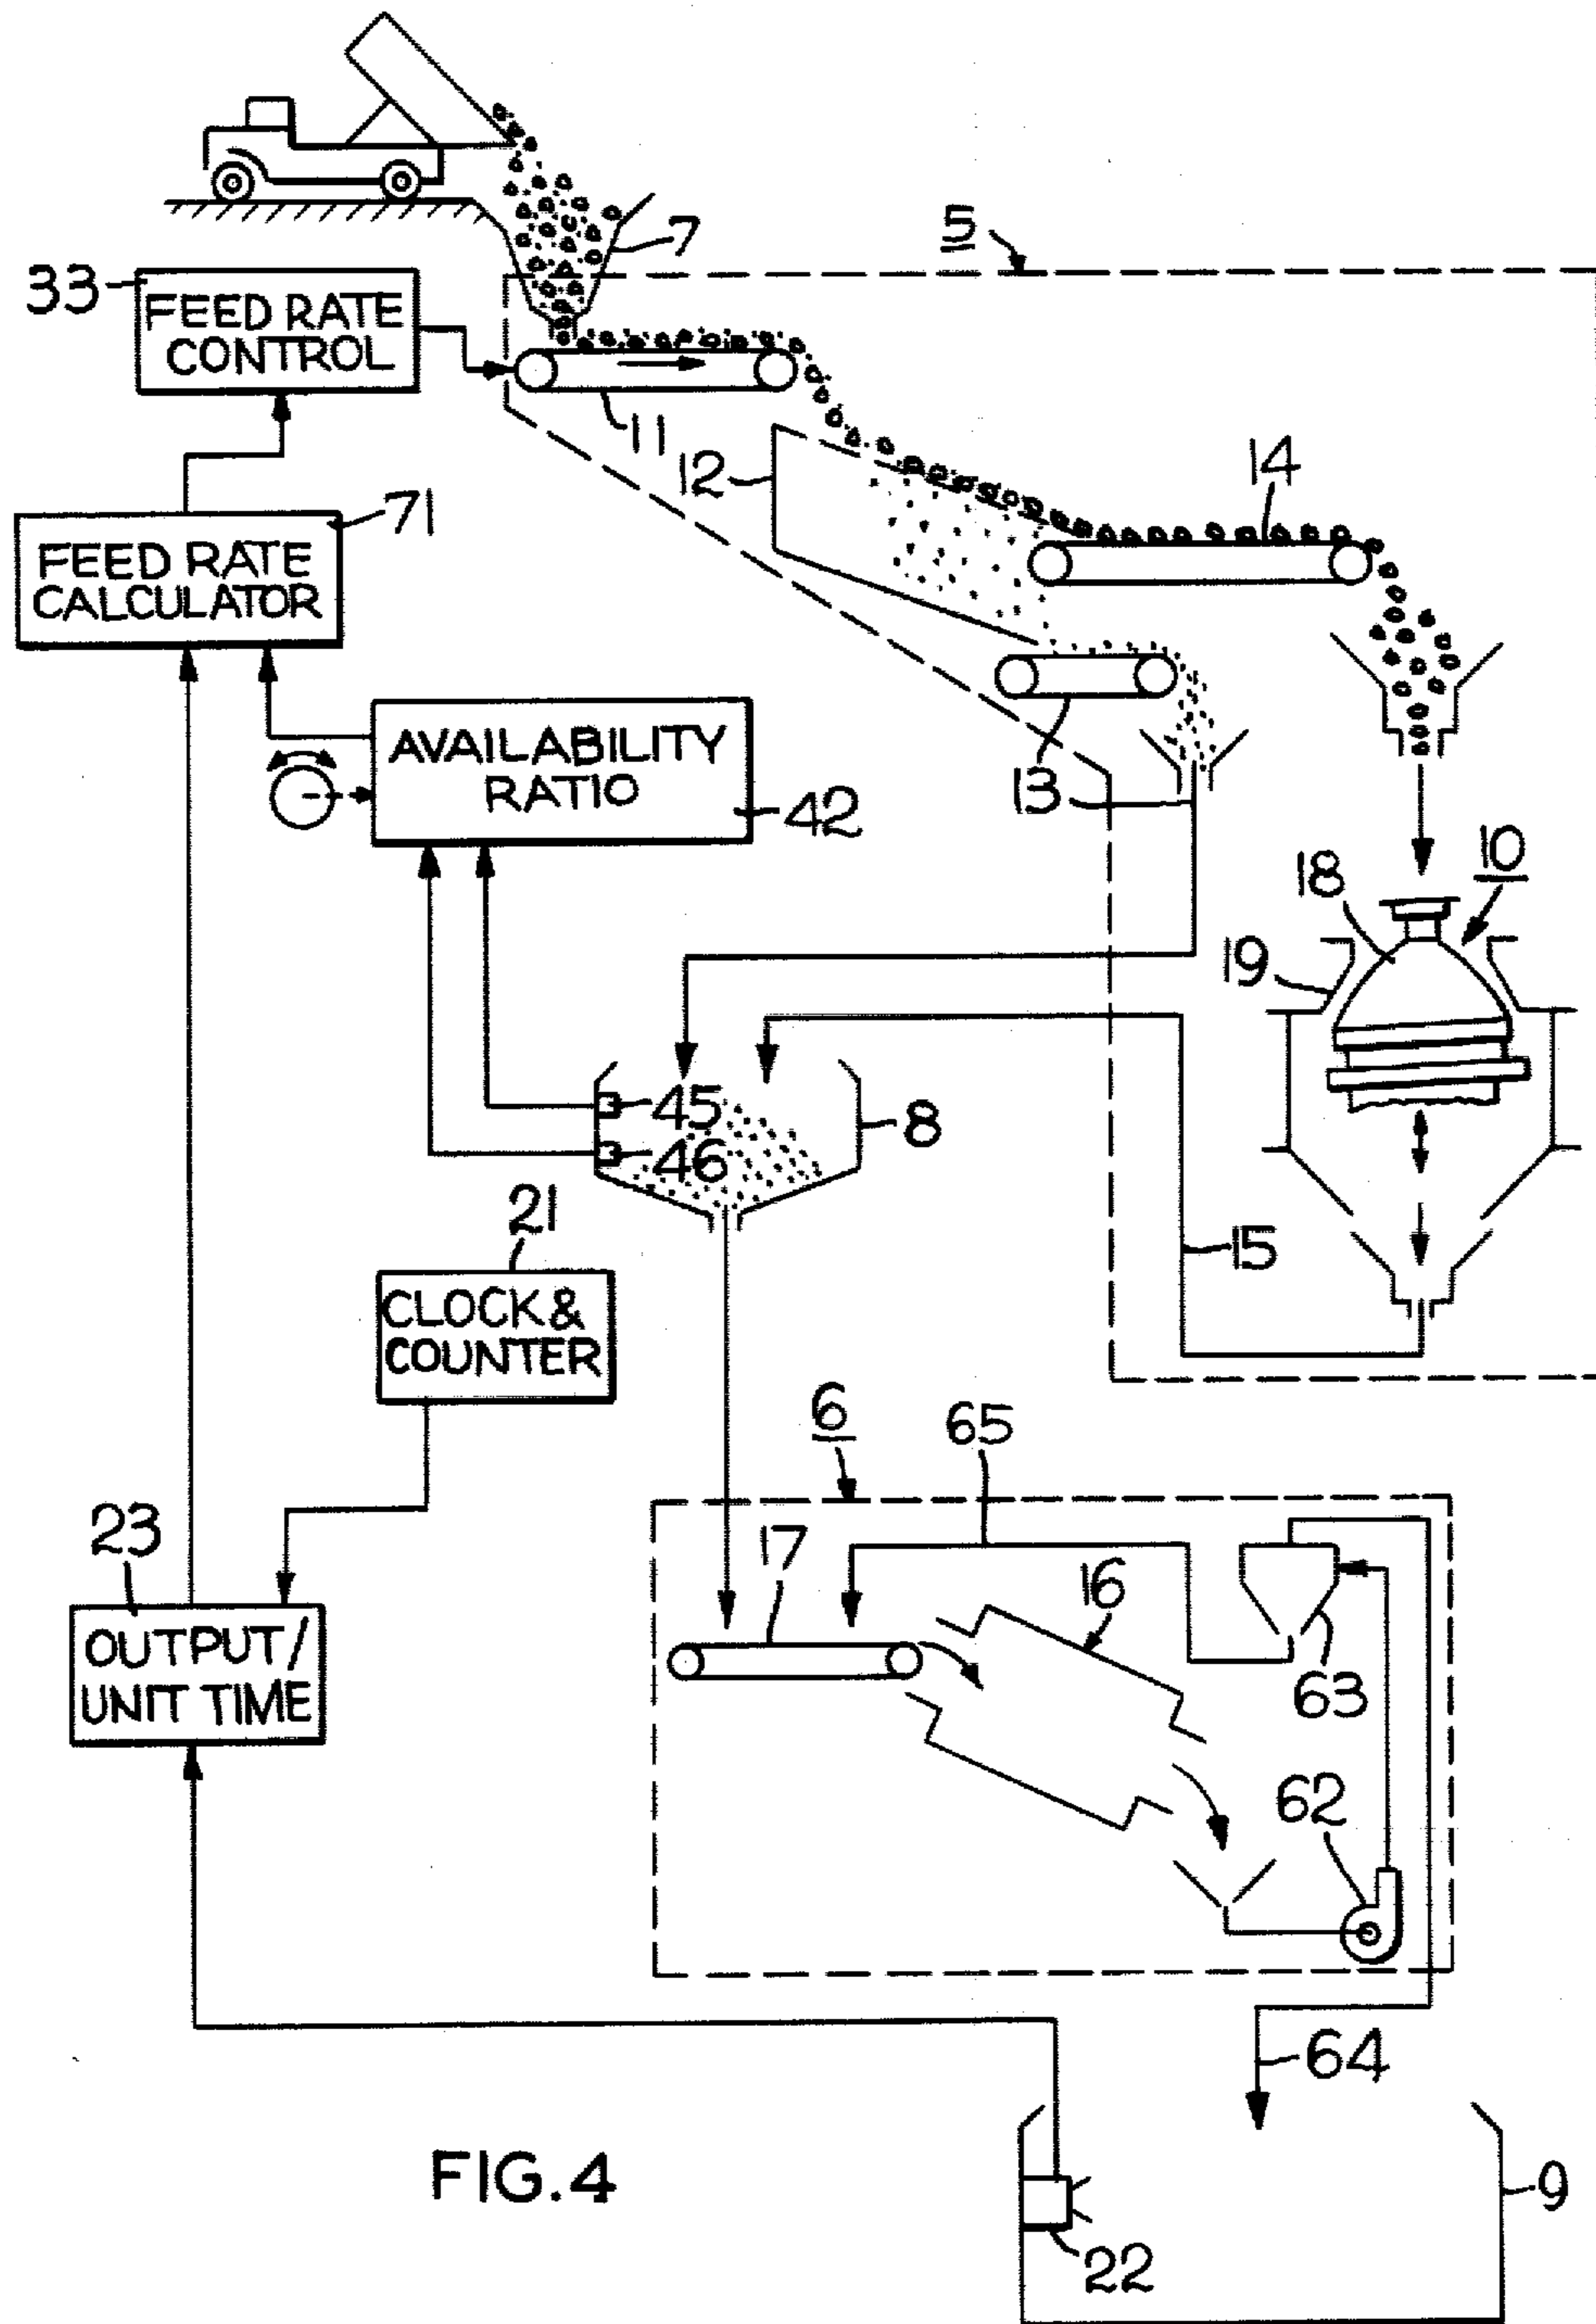 7
5
33
FEED RATE
CONTROL
11
12
14
71
FEED RATE
CALCULATOR
AVAILABILITY
RATIO
42
13
18
10
19
45
8
46
21
15
CLOCK &
COUNTER
6
65
23
17
16
OUTPUT/
UNIT TIME
63
62
64
FIG. 4
9
22